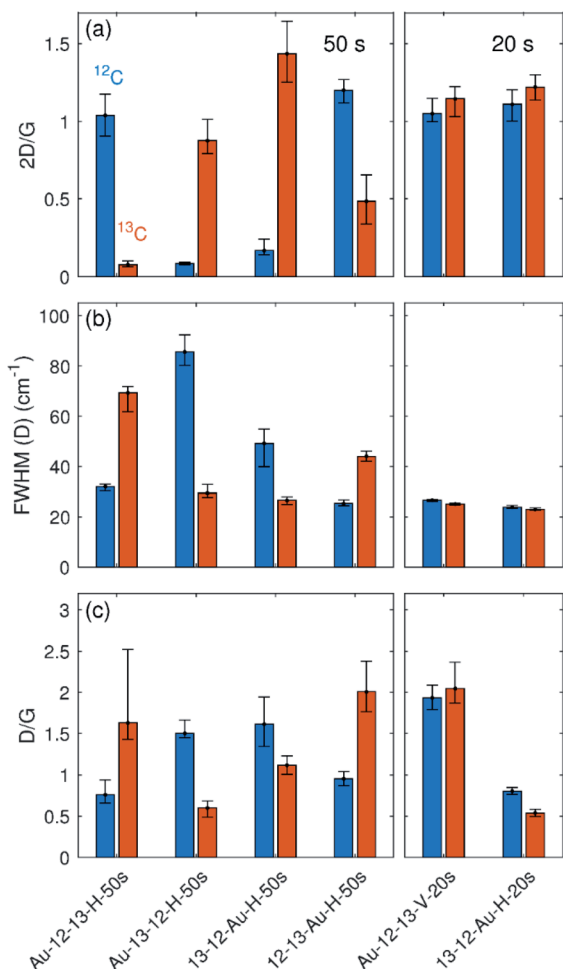 (a)
50 s
20 s
12C
13C
2D/G
1.5
1
0.5
0
(b)
FWHM (D) (cm-1)
100
80
60
40
20
0
(c)
D/G
3
2.5
2
1.5
1
0.5
0
Au-12-13-H-50s
Au-13-12-H-50s
13-12-Au-H-50s
12-13-Au-H-50s
Au-12-13-V-20s
13-12-Au-H-20s